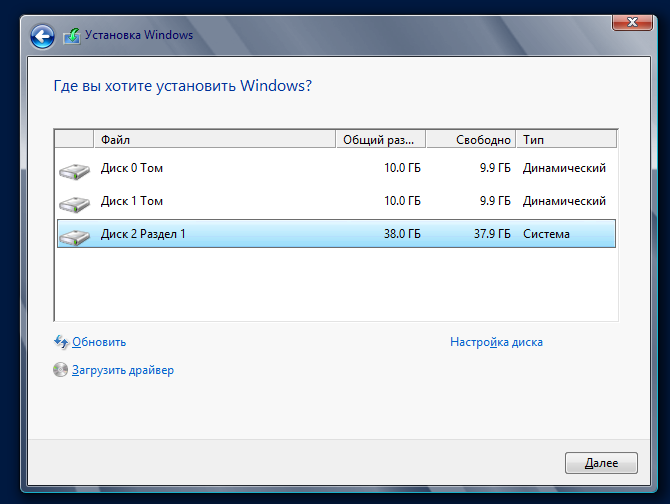 Установка Windows
Где вы хотите установить Windows?
Файл Общий раз... Свободно Тип
Диск 0 Том 10.0 ГБ 9.9 ГБ Динамический
Диск 1 Том 10.0 ГБ 9.9 ГБ Динамический
Диск 2 Раздел 1 38.0 ГБ 37.9 ГБ Система
Обновить Настройка диска
Загрузить драйвер
Далее